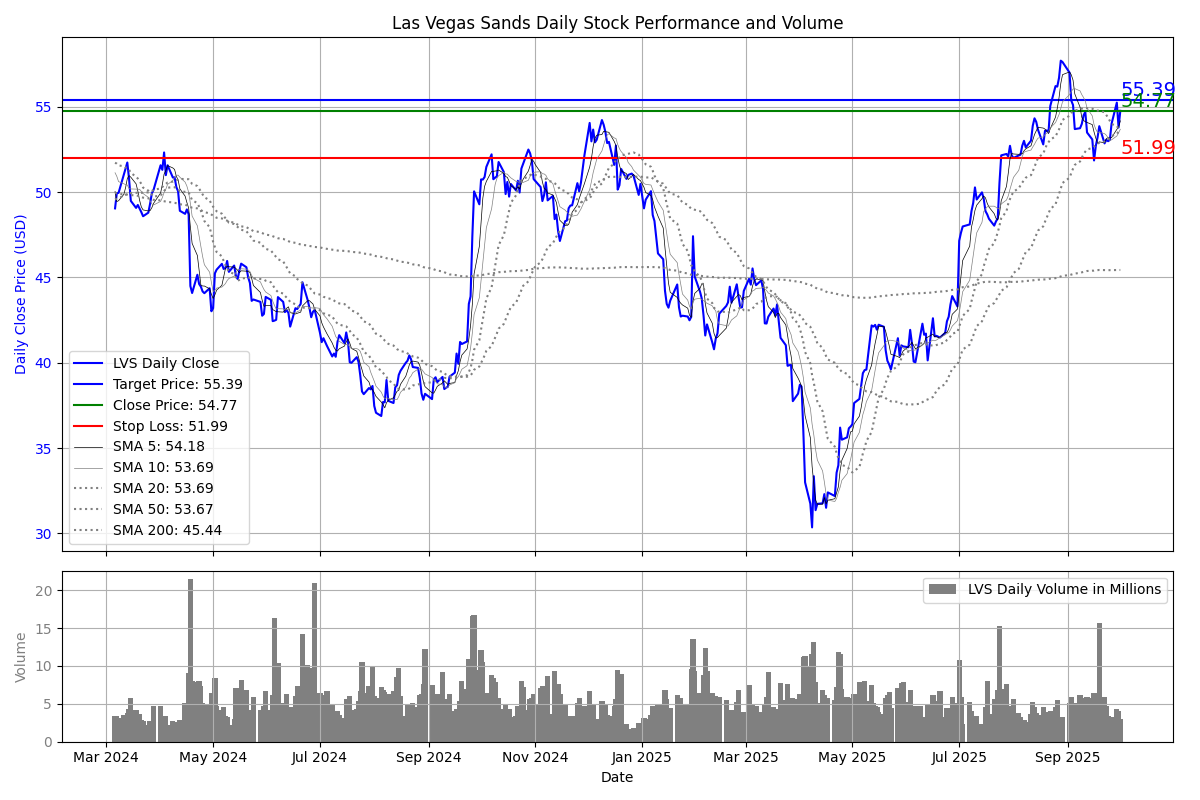 Las Vegas Sands Daily Stock Performance and Volume
Daily Close Price (USD)
55
50
45
40
35
30
55.39
54.77
51.99
LVS Daily Close
Target Price: 55.39
Close Price: 54.77
Stop Loss: 51.99
SMA 5: 54.18
SMA 10: 53.69
SMA 20: 53.69
SMA 50: 53.67
SMA 200: 45.44
Volume
20
15
10
5
0
LVS Daily Volume in Millions
Mar 2024
May 2024
Jul 2024
Sep 2024
Nov 2024
Jan 2025
Mar 2025
May 2025
Jul 2025
Sep 2025
Date